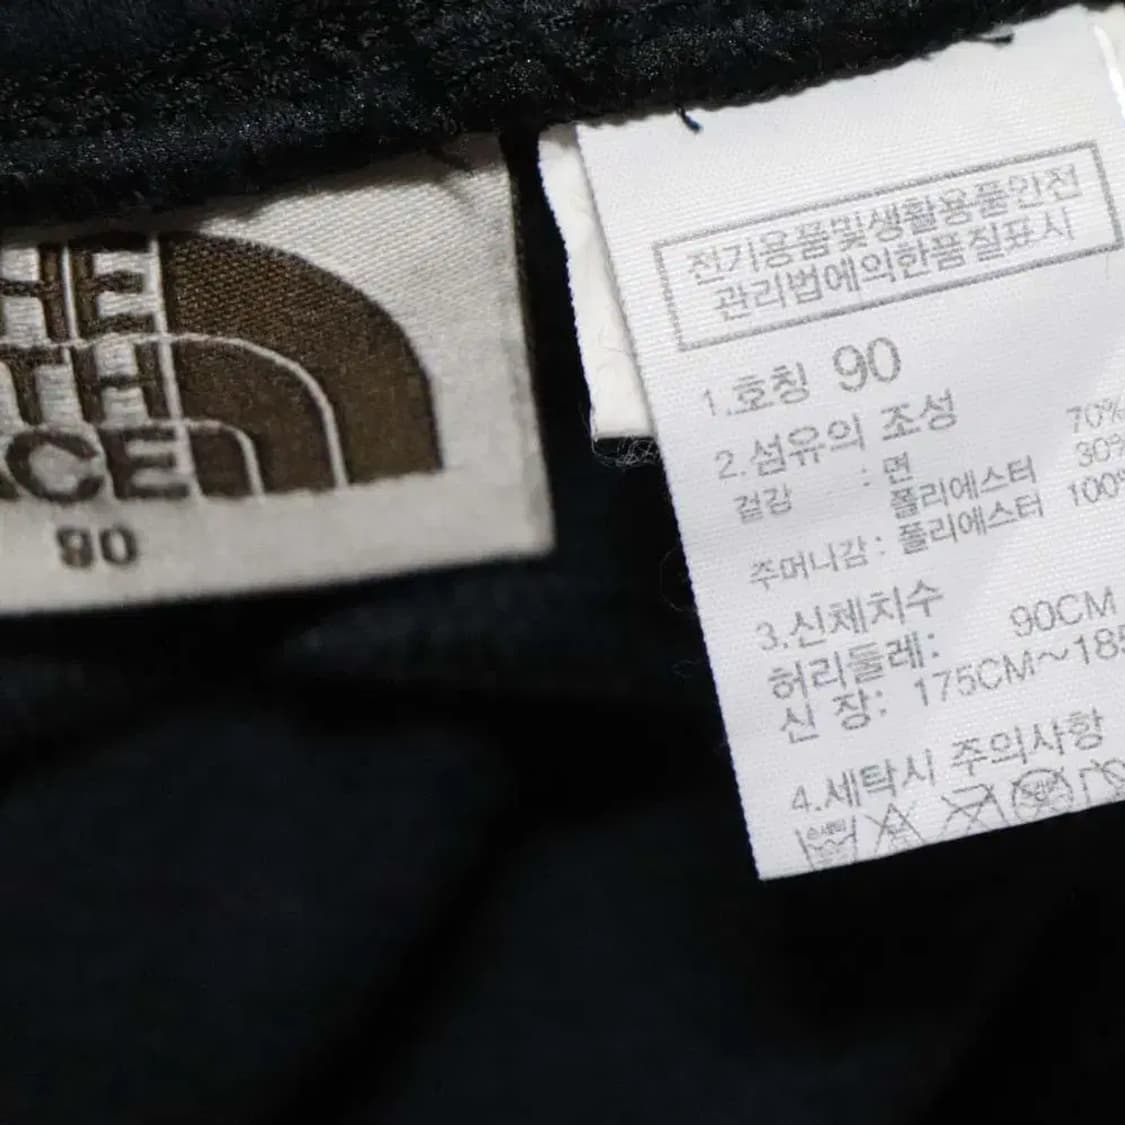 HE
TH
ACE
90
전기용품및생활용품안전
관리법에의한품질표시
1.호칭 90
2.섬유의 조성
겉감 : 면 70%
폴리에스터 30%
주머니감 : 폴리에스터 100%
3.신체치수
허리둘레: 90CM
신 장: 175CM~185
4.세탁시 주의사항
손세탁